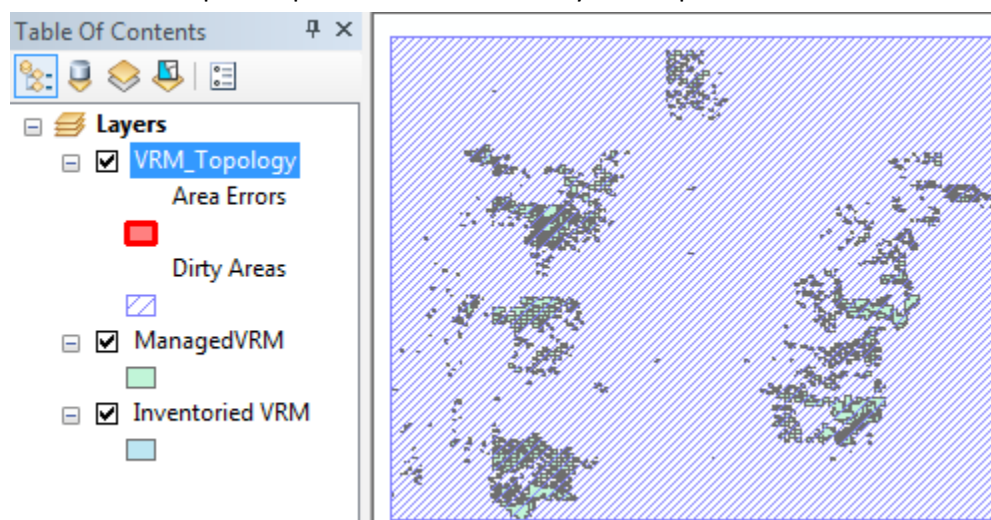 Table Of Contents
Layers
VRM_Topology
Area Errors
Dirty Areas
ManagedVRM
Inventoried VRM